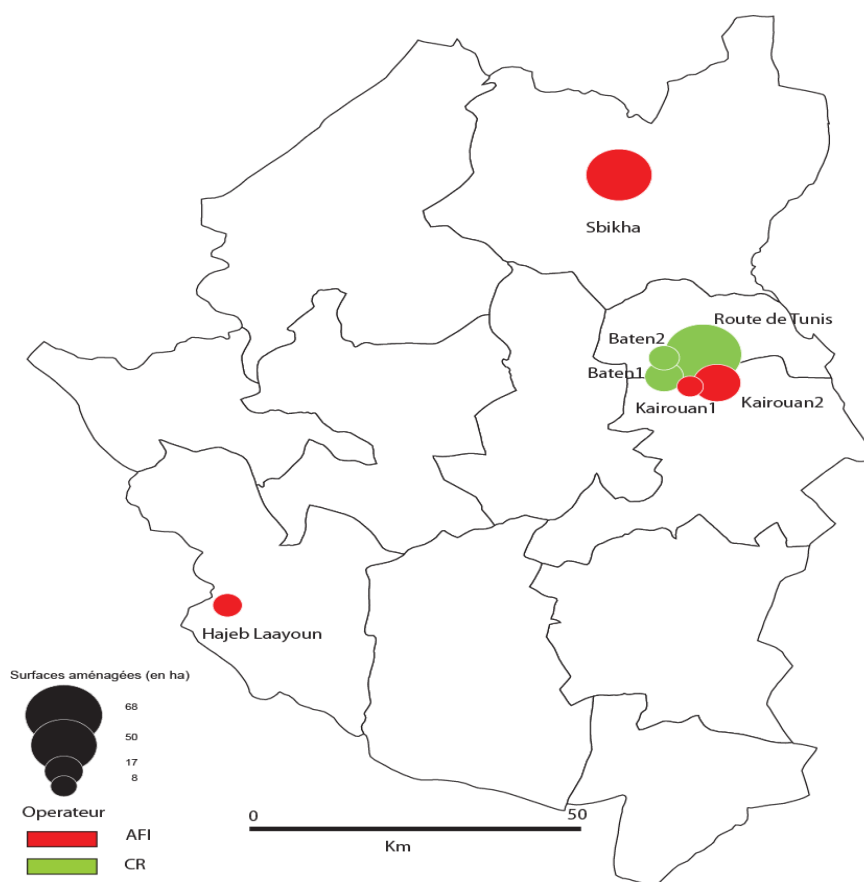 Sbikha
Route de Tunis
Baten2
Baten1
Kairouan1
Kairouan2
Hajeb Laayoun
Surfaces aménagées (en ha)
68
50
17
8
Operateur
AFI
CR
0
50
Km